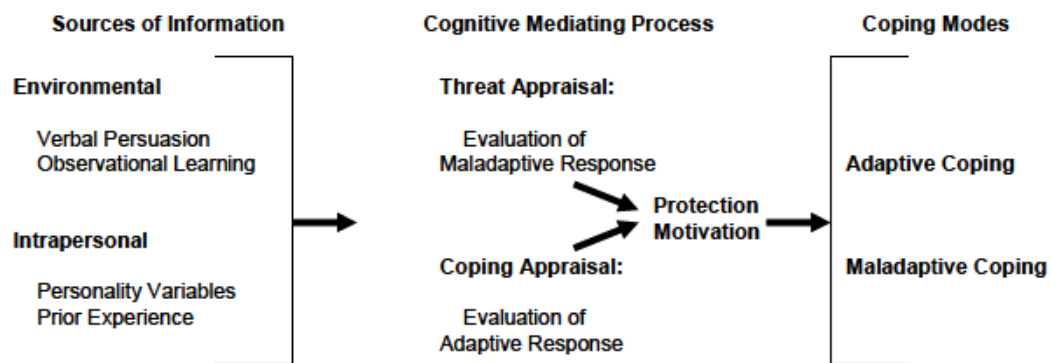 Sources of Information
Cognitive Mediating Process
Coping Modes
Environmental
Verbal Persuasion
Observational Learning
Intrapersonal
Personality Variables
Prior Experience
Threat Appraisal:
Evaluation of
Maladaptive Response
Protection
Motivation
Coping Appraisal:
Evaluation of
Adaptive Response
Adaptive Coping
Maladaptive Coping